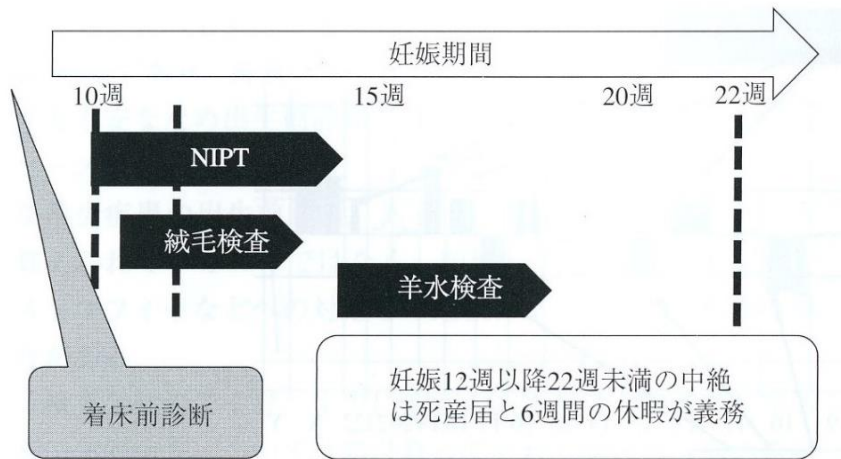 妊娠期間
10週
15週
20週
22週
NIPT
絨毛検査
羊水検査
着床前診断
妊娠12週以降22週未満の中絶
は死産届と6週間の休暇が義務